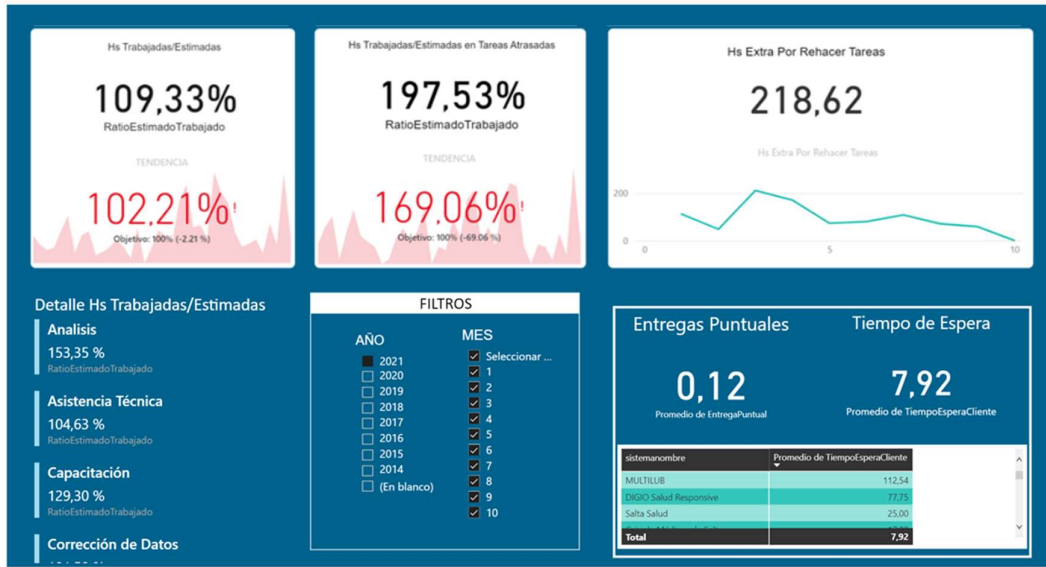 Hs Trabajadas/Estimadas
109,33%
RatioEstimadoTrabajado
TENDENCIA
102,21%!
Objetivo: 100% (-2.21 %)
Hs Trabajadas/Estimadas en Tareas Atrasadas
197,53%
RatioEstimadoTrabajado
TENDENCIA
169,06%!
Objetivo: 100% (-69.06 %)
Hs Extra Por Rehacer Tareas
218,62
Hs Extra Por Rehacer Tareas
200
0
0
5
10
Detalle Hs Trabajadas/Estimadas
Analisis
153,35 %
RatioEstimadoTrabajado
Asistencia Técnica
104,63 %
RatioEstimadoTrabajado
Capacitación
129,30 %
RatioEstimadoTrabajado
Corrección de Datos
FILTROS
AÑO
2021
2020
2019
2018
2017
2016
2015
2014
(En blanco)
MES
Seleccionar ...
1
2
3
4
5
6
7
8
9
10
Entregas Puntuales
0,12
Promedio de EntregaPuntual
Tiempo de Espera
7,92
Promedio de TiempoEsperaCliente
sistemanombre Promedio de TiempoEsperaCliente
MULTILUB 112,54
DIGIO Salud Responsive 77,75
Salta Salud 25,00
Total 7,92